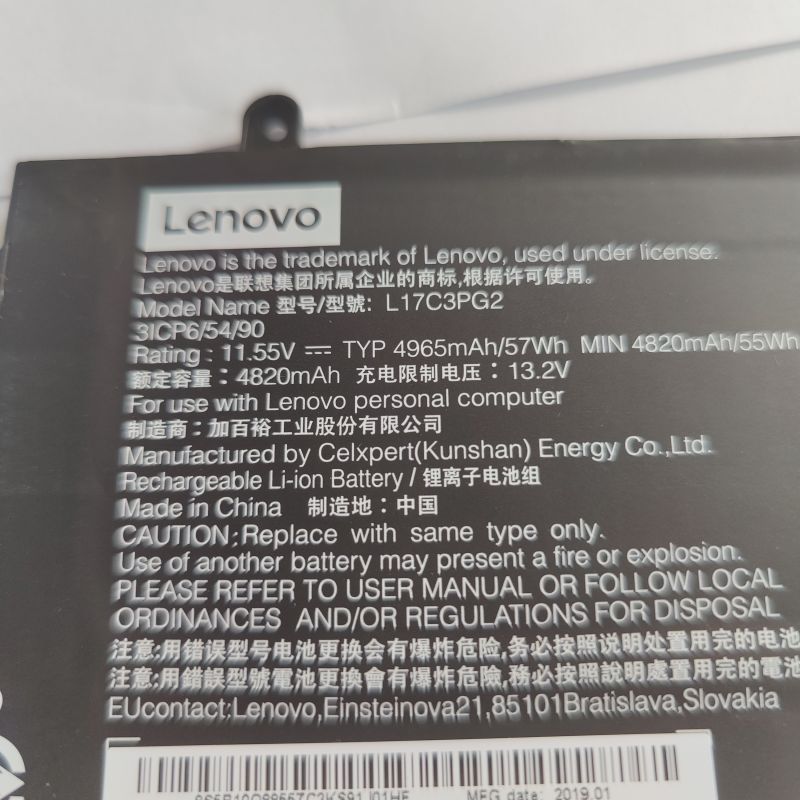 Lenovo
Lenovo is the trademark of Lenovo, used under license.
Lenovo是联想集团所属企业的商标,根据许可使用。
Model Name 型号/型號: L17C3PG2
3ICP6/54/90
Rating : 11.55V ⎓ TYP 4965mAh/57Wh MIN 4820mAh/55Wh
额定容量：4820mAh 充电限制电压：13.2V
For use with Lenovo personal computer
制造商：加百裕工业股份有限公司
Manufactured by Celxpert(Kunshan) Energy Co.,Ltd.
Rechargeable Li-ion Battery / 锂离子电池组
Made in China 制造地：中国
CAUTION:Replace with same type only.
Use of another battery may present a fire or explosion.
PLEASE REFER TO USER MANUAL OR FOLLOW LOCAL
ORDINANCES AND/OR REGULATIONS FOR DISPOSAL
注意:用错误型号电池更换会有爆炸危险,务必按照说明处置用完的电池
注意:用錯誤型號電池更換會有爆炸危險,務必按照說明處置用完的電池
EUcontact:Lenovo,Einsteinova21,85101Bratislava,Slovakia
MFG date: 2019.01